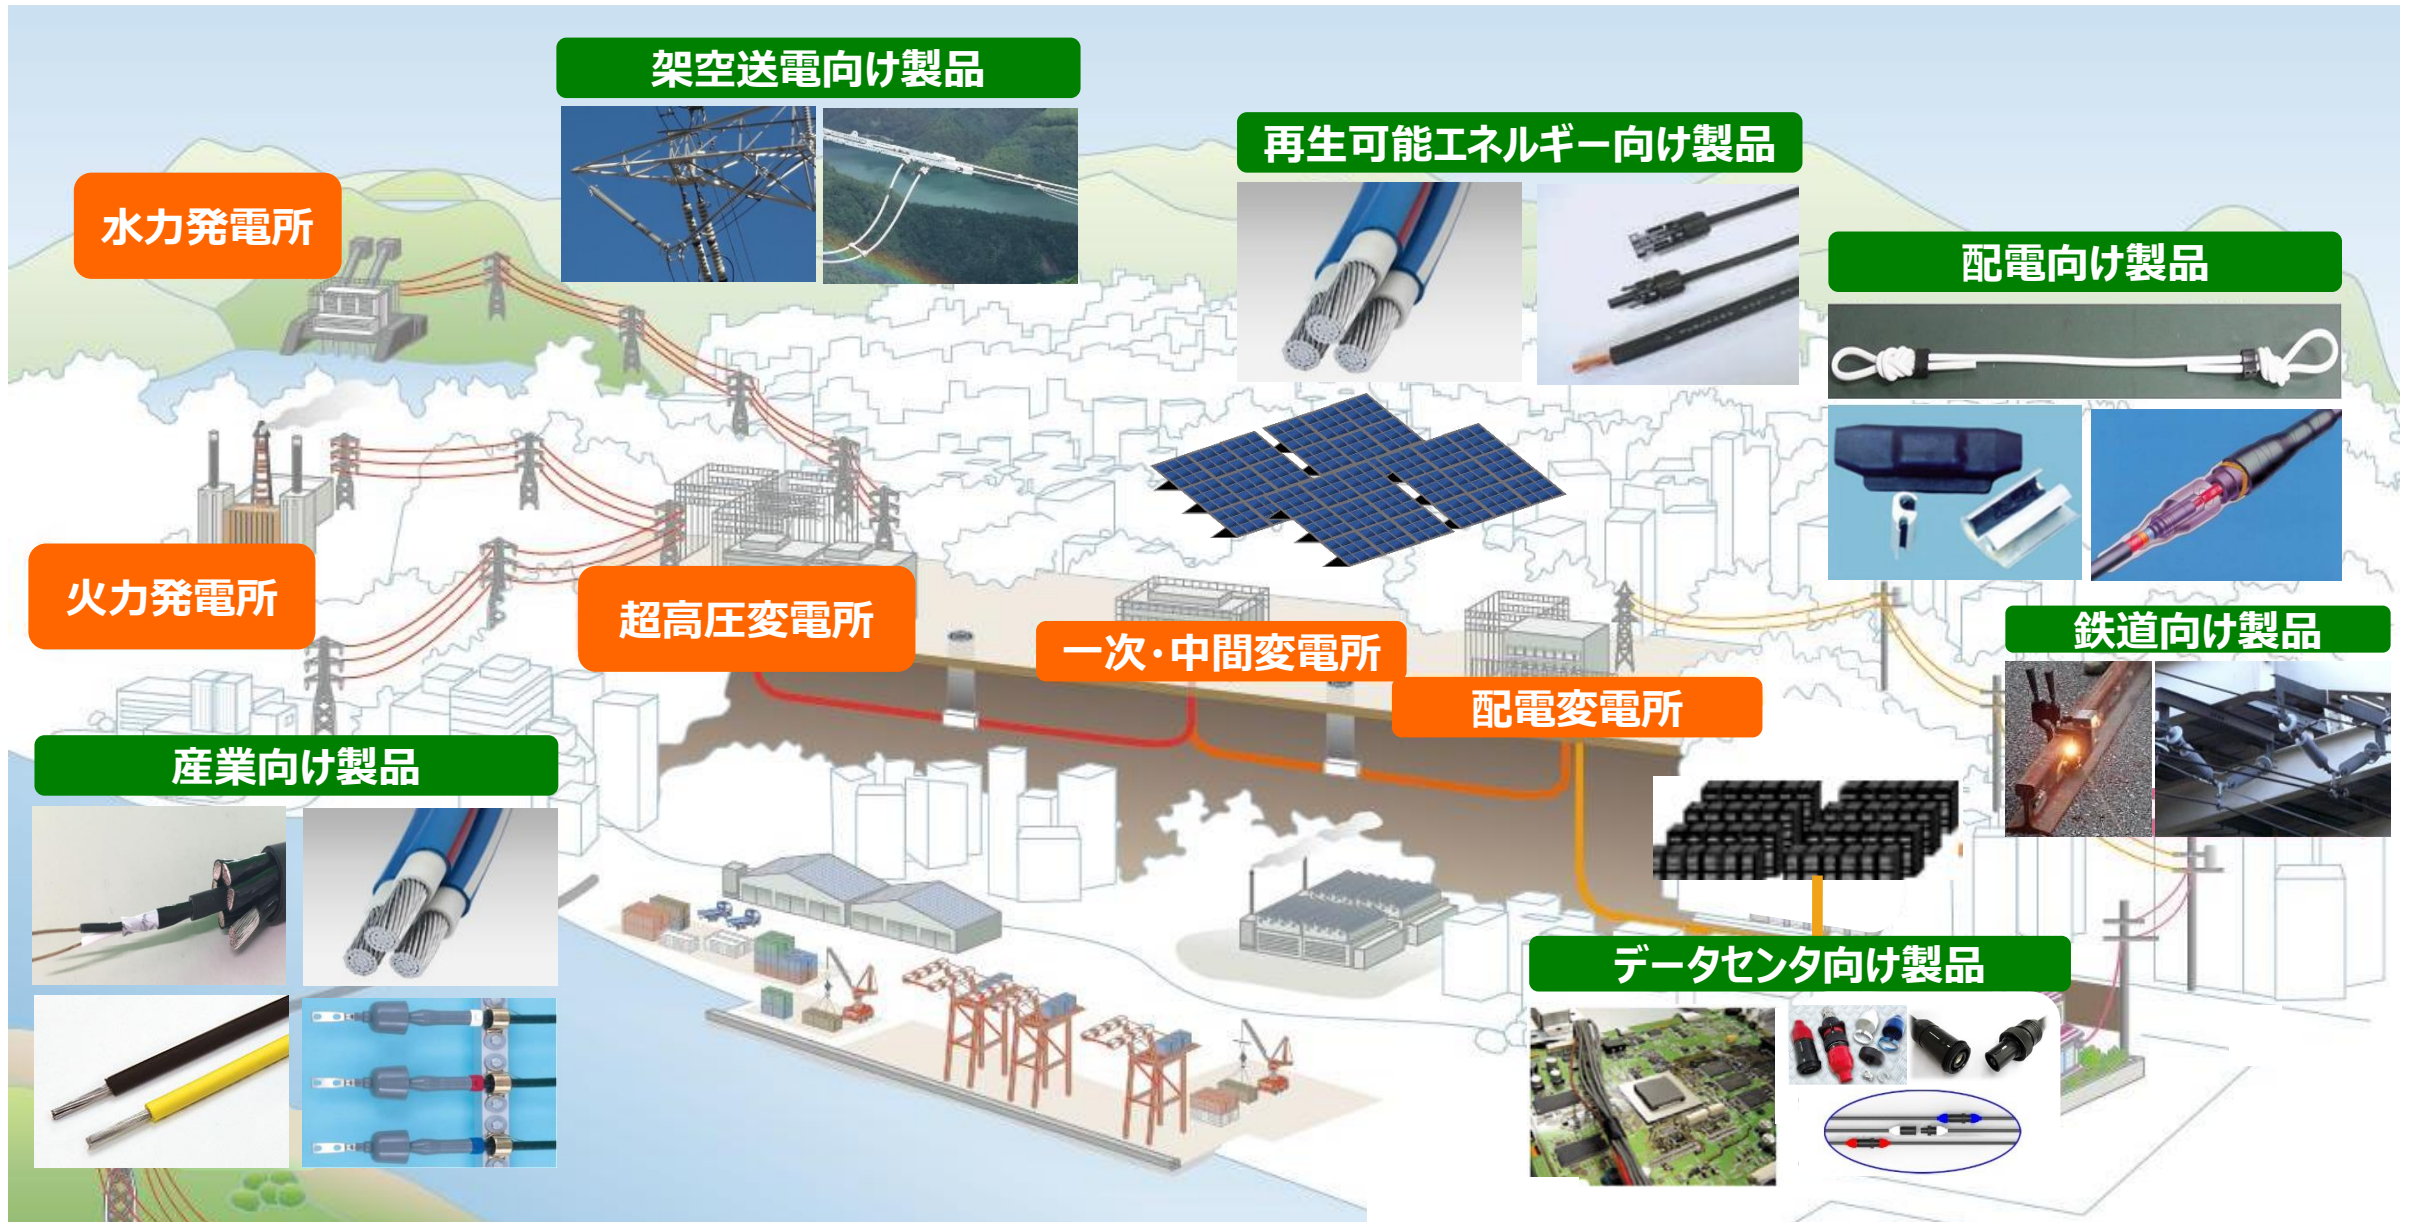 架空送電向け製品
再生可能エネルギー向け製品
水力発電所
配電向け製品
火力発電所
超高圧変電所
一次・中間変電所
鉄道向け製品
配電変電所
産業向け製品
データセンタ向け製品